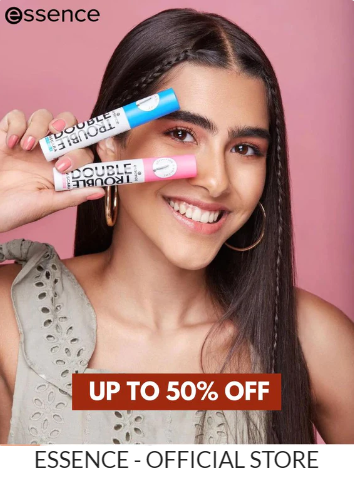 essence
DOUBLE
TROUBLE
DOUBLE
TROUBLE
UP TO 50% OFF
ESSENCE - OFFICIAL STORE